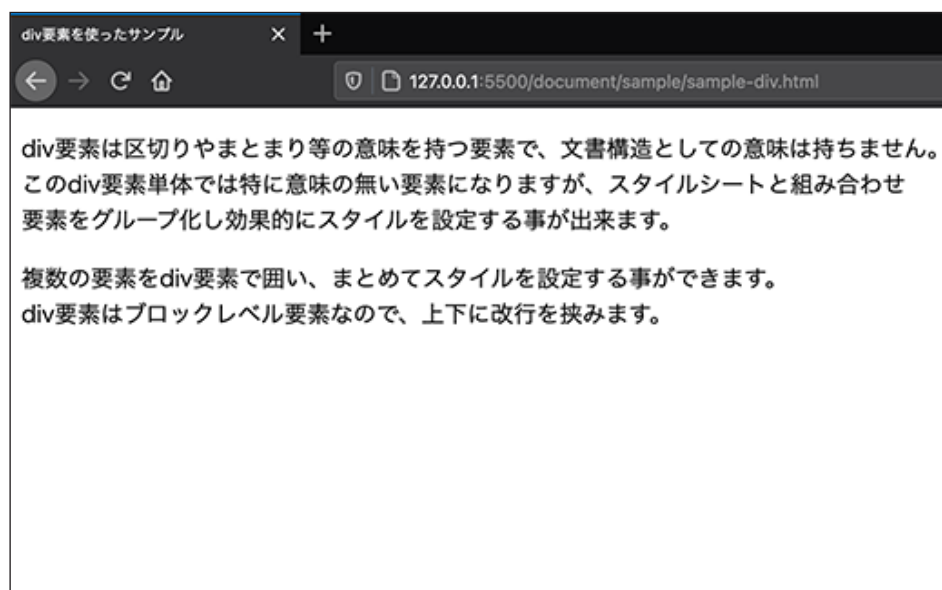 div要素を使ったサンプル
127.0.0.1:5500/document/sample/sample-div.html
div要素は区切りやまとまり等の意味を持つ要素で、文書構造としての意味は持ちません。
このdiv要素単体では特に意味の無い要素になりますが、スタイルシートと組み合わせ
要素をグループ化し効果的にスタイルを設定する事が出来ます。
複数の要素をdiv要素で囲い、まとめてスタイルを設定する事ができます。
div要素はブロックレベル要素なので、上下に改行を挟みます。